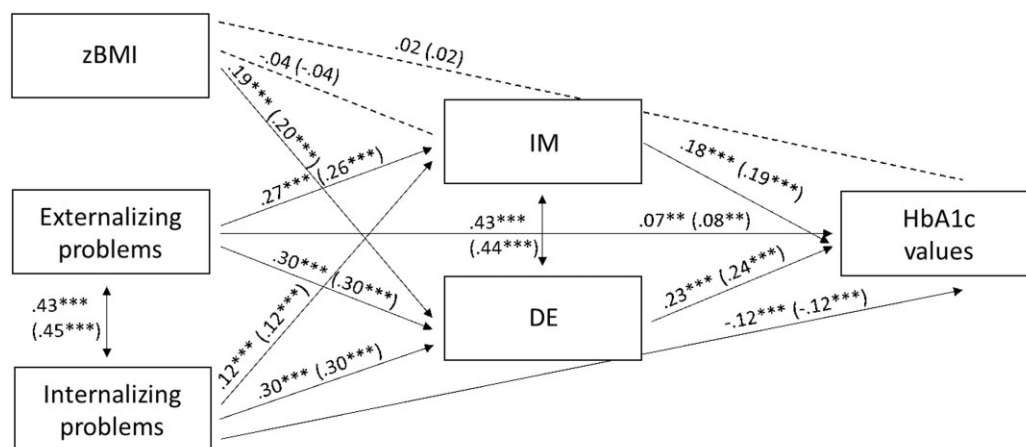 zBMI
.02 (.02)
-.04 (-.04)
.19*** (.20***)
IM
.27*** (.26***)
.18*** (.19***)
Externalizing
problems
.43***
(.44***)
.07** (.08**)
HbA1c
values
.30*** (.30***)
.23*** (.24***)
DE
.43***
(.45***)
.12*** (.12***)
-.12*** (-.12***)
.30*** (.30***)
Internalizing
problems